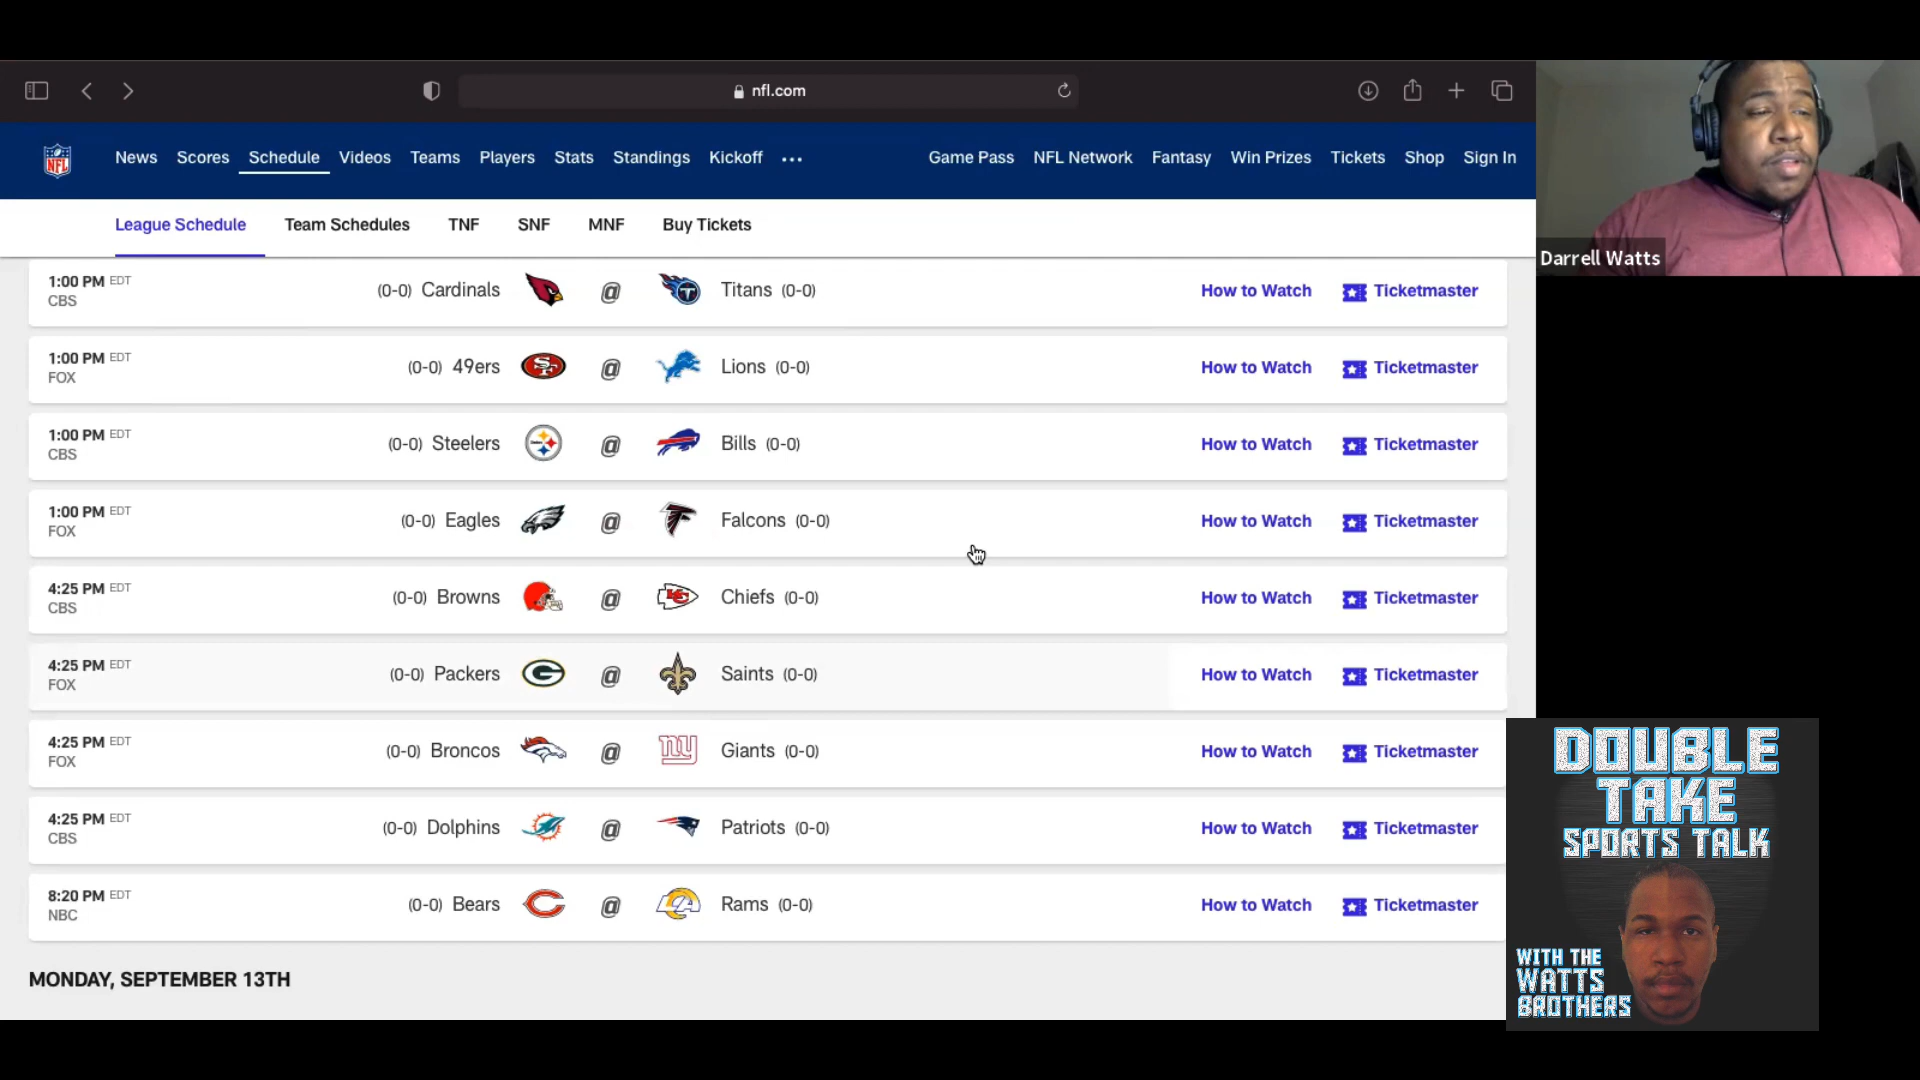 nfl.com
NFL
News Scores Schedule Videos Teams Players Stats Standings Kickoff ... Game Pass NFL Network Fantasy Win Prizes Tickets Shop Sign In
League Schedule Team Schedules TNF SNF MNF Buy Tickets
Darrell Watts
1:00 PM EDT
CBS
(0-0) Cardinals @ Titans (0-0) How to Watch Ticketmaster
1:00 PM EDT
FOX
(0-0) 49ers SF @ Lions (0-0) How to Watch Ticketmaster
1:00 PM EDT
CBS
(0-0) Steelers @ Bills (0-0) How to Watch Ticketmaster
1:00 PM EDT
FOX
(0-0) Eagles @ Falcons (0-0) How to Watch Ticketmaster
4:25 PM EDT
CBS
(0-0) Browns @ KC Chiefs (0-0) How to Watch Ticketmaster
4:25 PM EDT
FOX
(0-0) Packers G @ Saints (0-0) How to Watch Ticketmaster
4:25 PM EDT
FOX
(0-0) Broncos @ ny Giants (0-0) How to Watch Ticketmaster
4:25 PM EDT
CBS
(0-0) Dolphins @ Patriots (0-0) How to Watch Ticketmaster
8:20 PM EDT
NBC
(0-0) Bears C @ LA Rams (0-0) How to Watch Ticketmaster
MONDAY, SEPTEMBER 13TH
DOUBLE
TAKE
SPORTS TALK
WITH THE
WATTS
BROTHERS